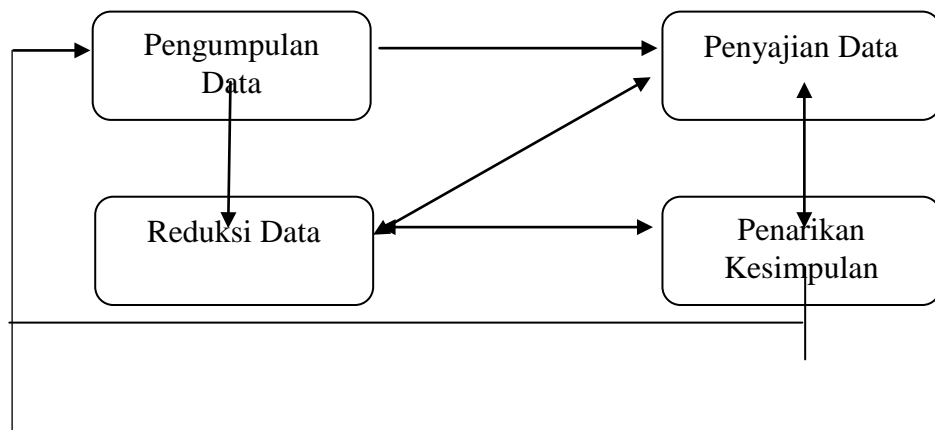 Pengumpulan
Data
Penyajian Data
Reduksi Data
Penarikan
Kesimpulan